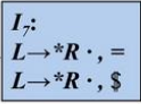 I₇:
L→*R · , =
L→*R · , $